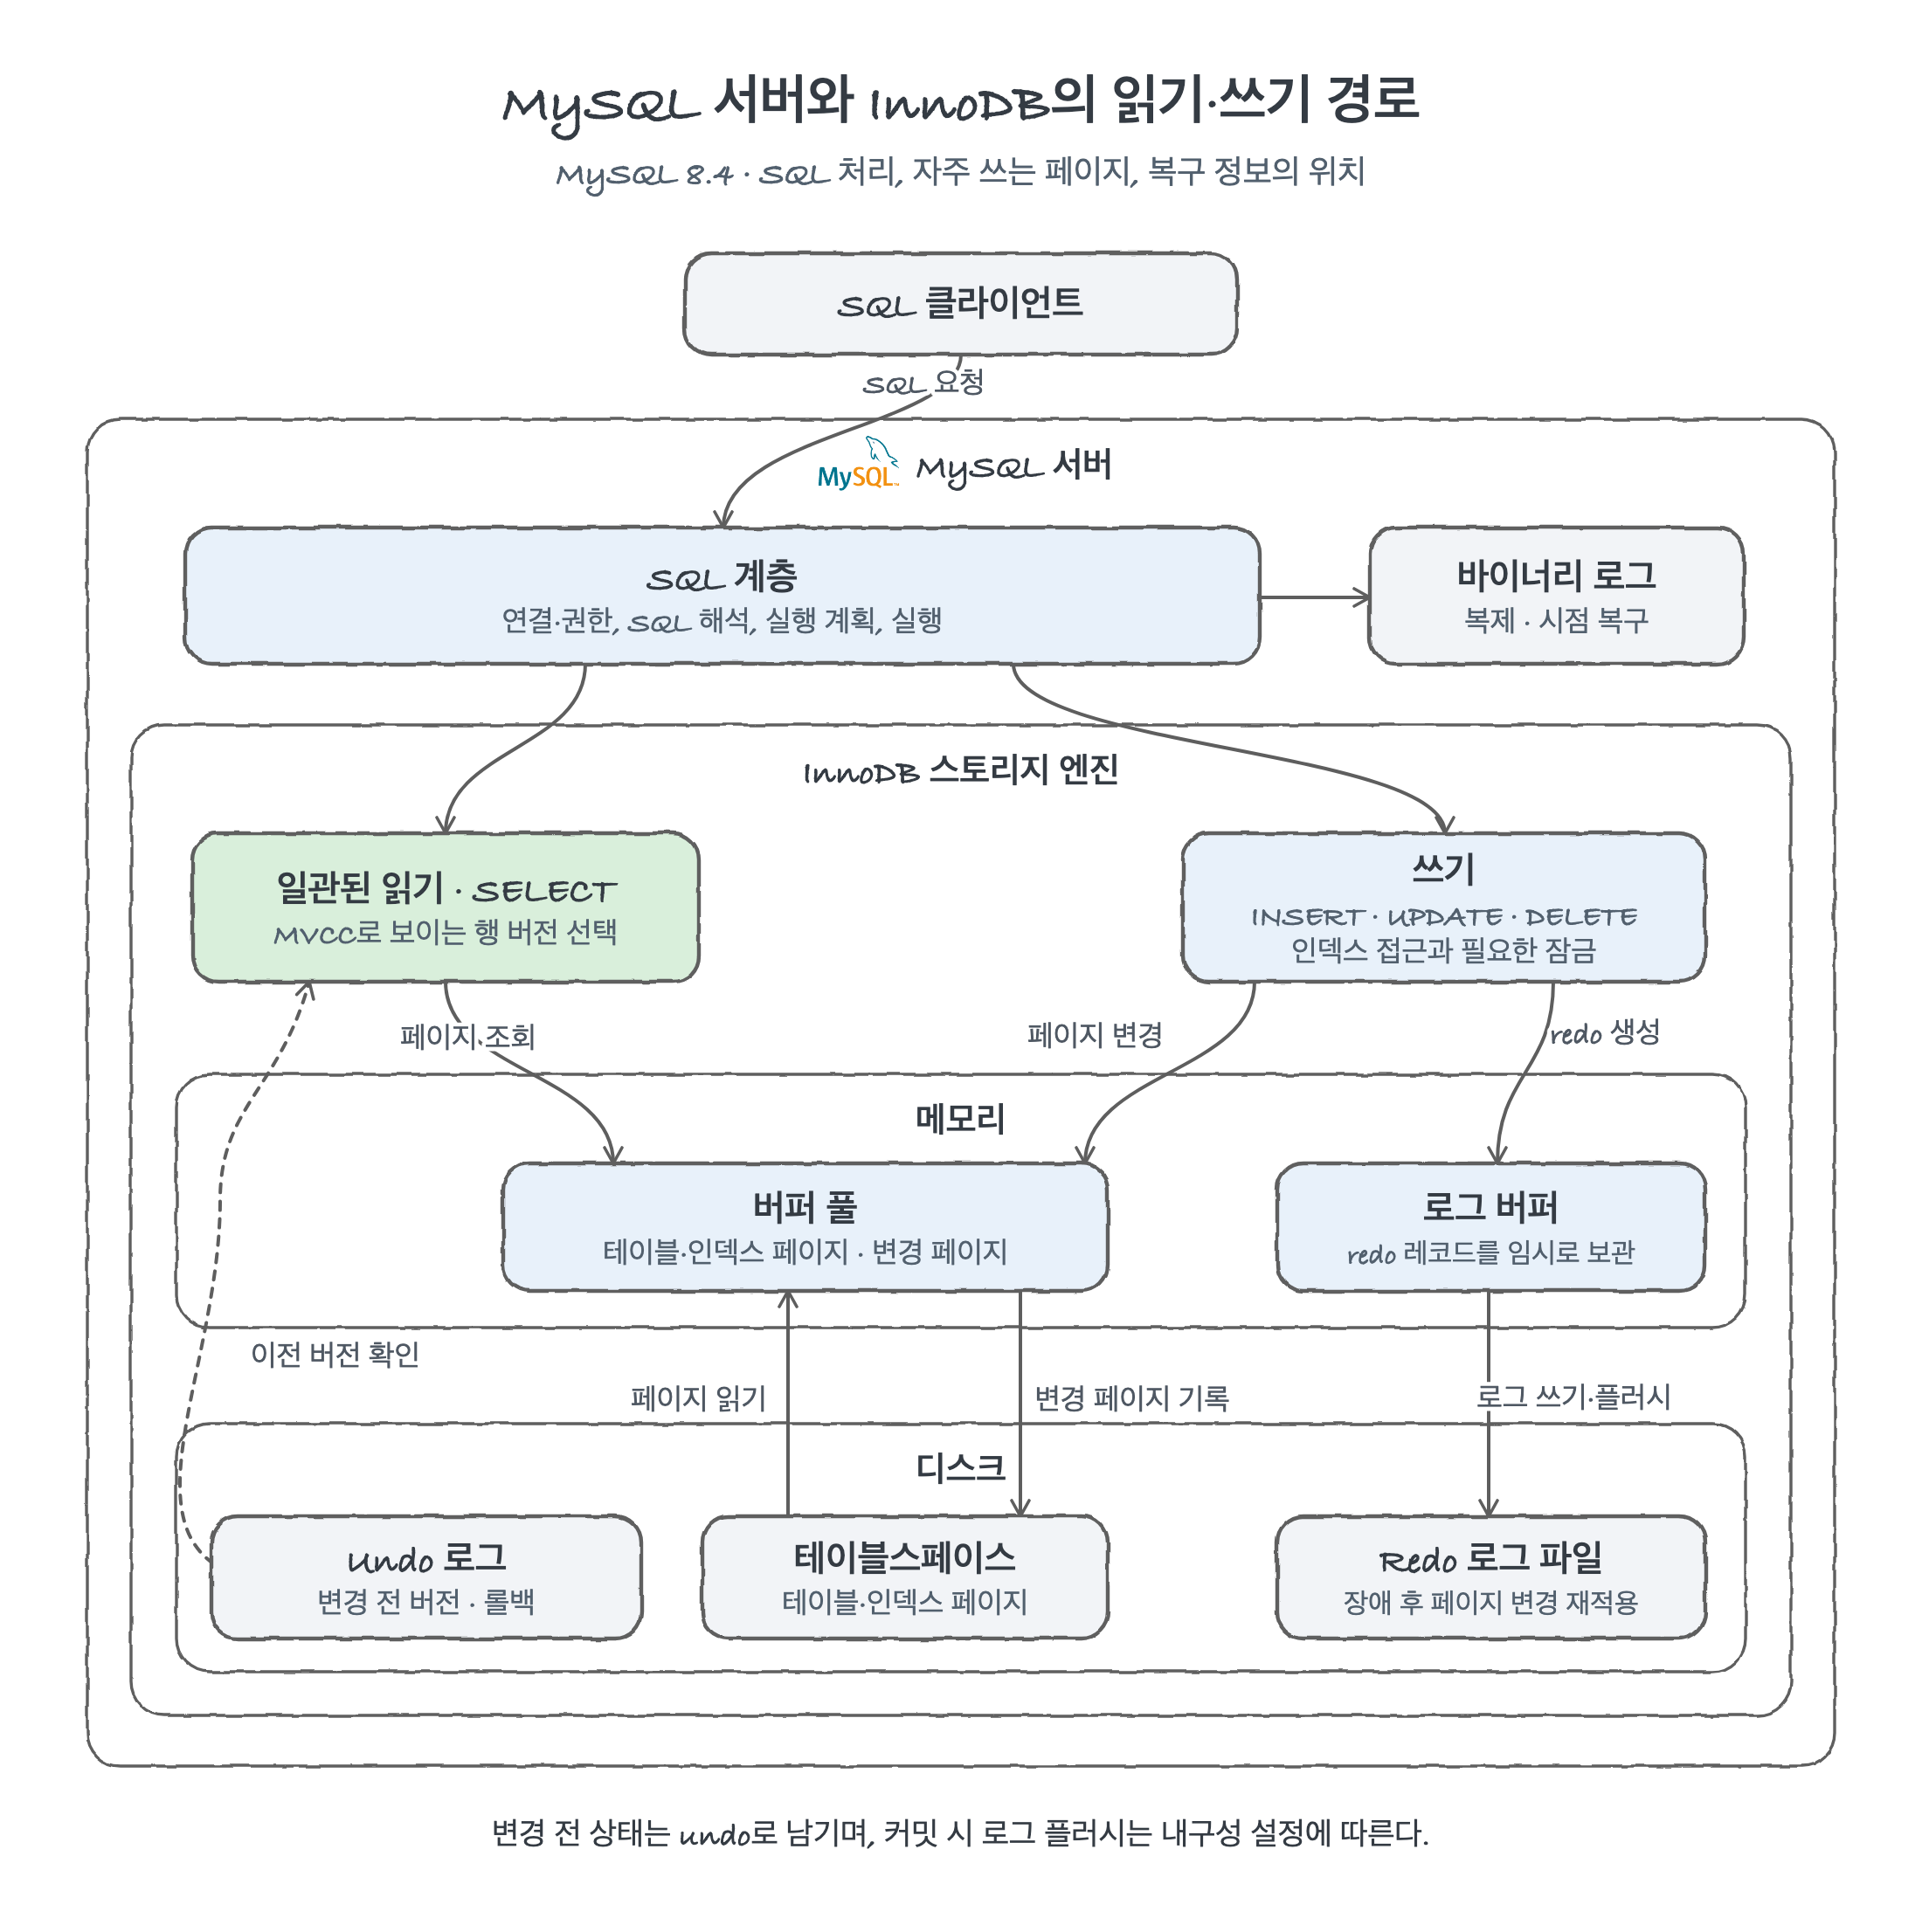 MySQL 서버와 InnoDB의 읽기·쓰기 경로
MySQL 8.4 · SQL 처리, 자주 쓰는 페이지, 복구 정보의 위치
SQL 클라이언트
SQL 요청
MySQL™ MySQL 서버
SQL 계층
연결·권한, SQL 해석, 실행 계획, 실행
바이너리 로그
복제 · 시점 복구
InnoDB 스토리지 엔진
일관된 읽기 · SELECT
MVCC로 보이는 행 버전 선택
쓰기
INSERT · UPDATE · DELETE
인덱스 접근과 필요한 잠금
페이지 조회
페이지 변경
redo 생성
메모리
버퍼 풀
테이블·인덱스 페이지 · 변경 페이지
로그 버퍼
redo 레코드를 임시로 보관
이전 버전 확인
페이지 읽기
변경 페이지 기록
로그 쓰기·플러시
디스크
Undo 로그
변경 전 버전 · 롤백
테이블스페이스
테이블·인덱스 페이지
Redo 로그 파일
장애 후 페이지 변경 재적용
변경 전 상태는 undo로 남기며, 커밋 시 로그 플러시는 내구성 설정에 따른다.